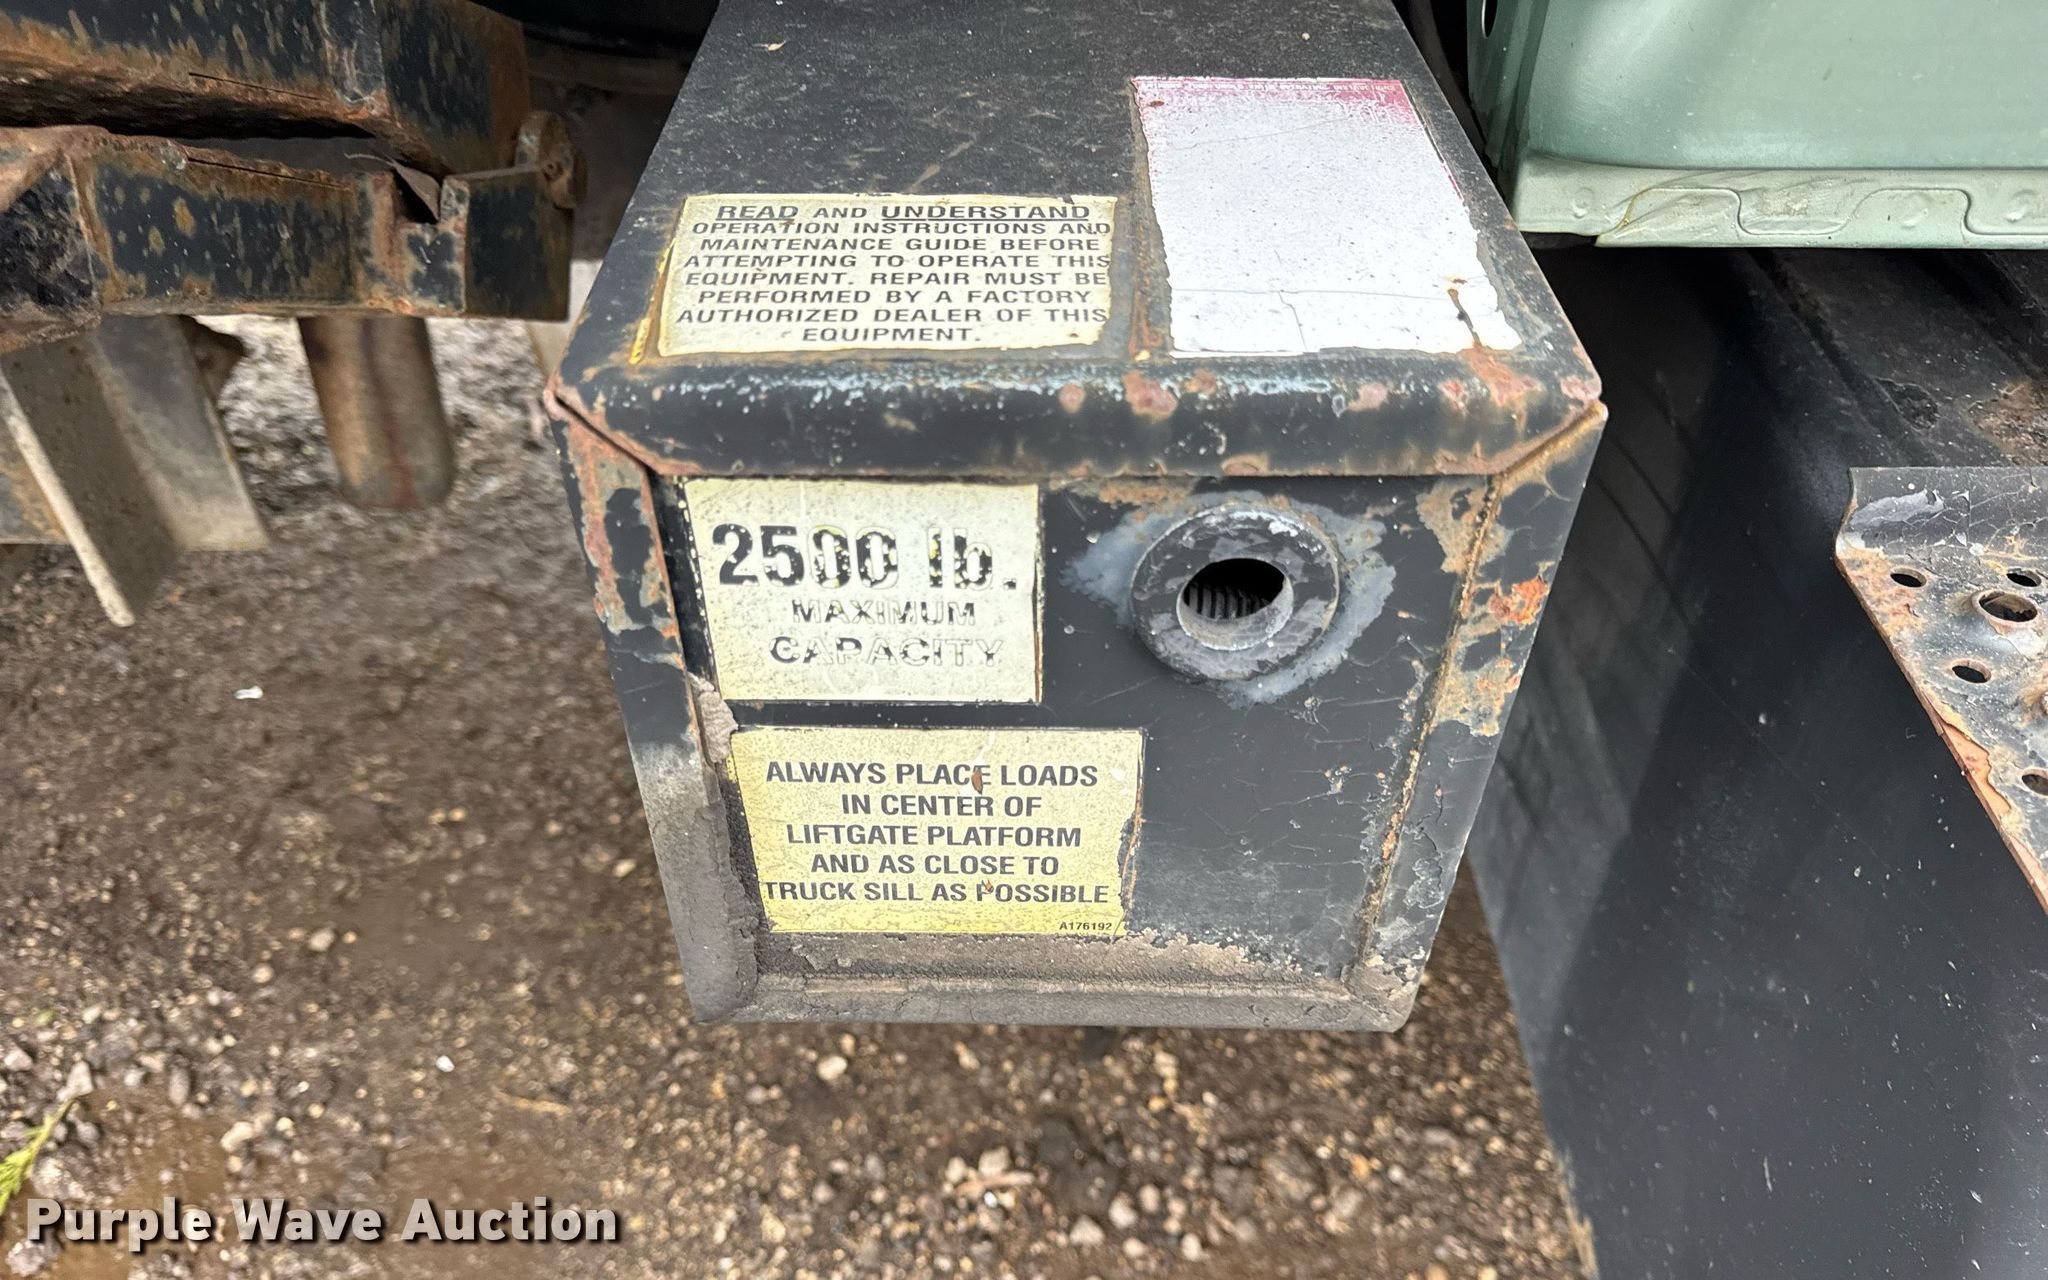 READ AND UNDERSTAND
OPERATION INSTRUCTIONS AND
MAINTENANCE GUIDE BEFORE
ATTEMPTING TO OPERATE THIS
EQUIPMENT. REPAIR MUST BE
PERFORMED BY A FACTORY
AUTHORIZED DEALER OF THIS
EQUIPMENT.
2500 lb.
MAXIMUM
CAPACITY
ALWAYS PLACE LOADS
IN CENTER OF
LIFTGATE PLATFORM
AND AS CLOSE TO
TRUCK SILL AS POSSIBLE
A176192
Purple Wave Auction